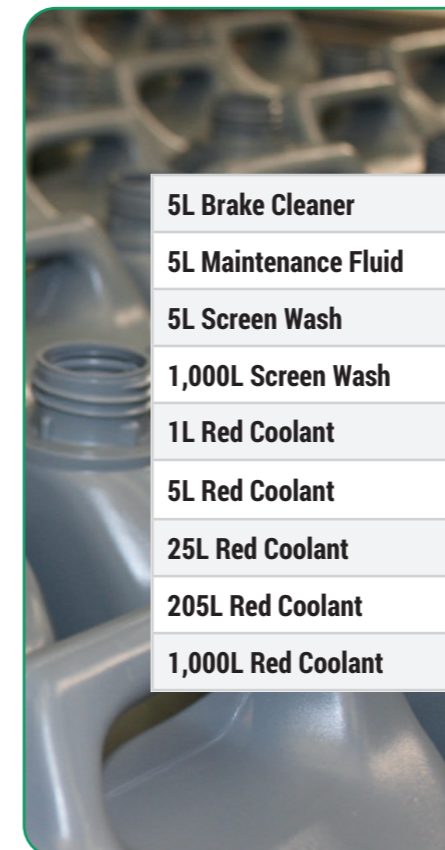 5L Brake Cleaner
5L Maintenance Fluid
5L Screen Wash
1,000L Screen Wash
1L Red Coolant
5L Red Coolant
25L Red Coolant
205L Red Coolant
1,000L Red Coolant